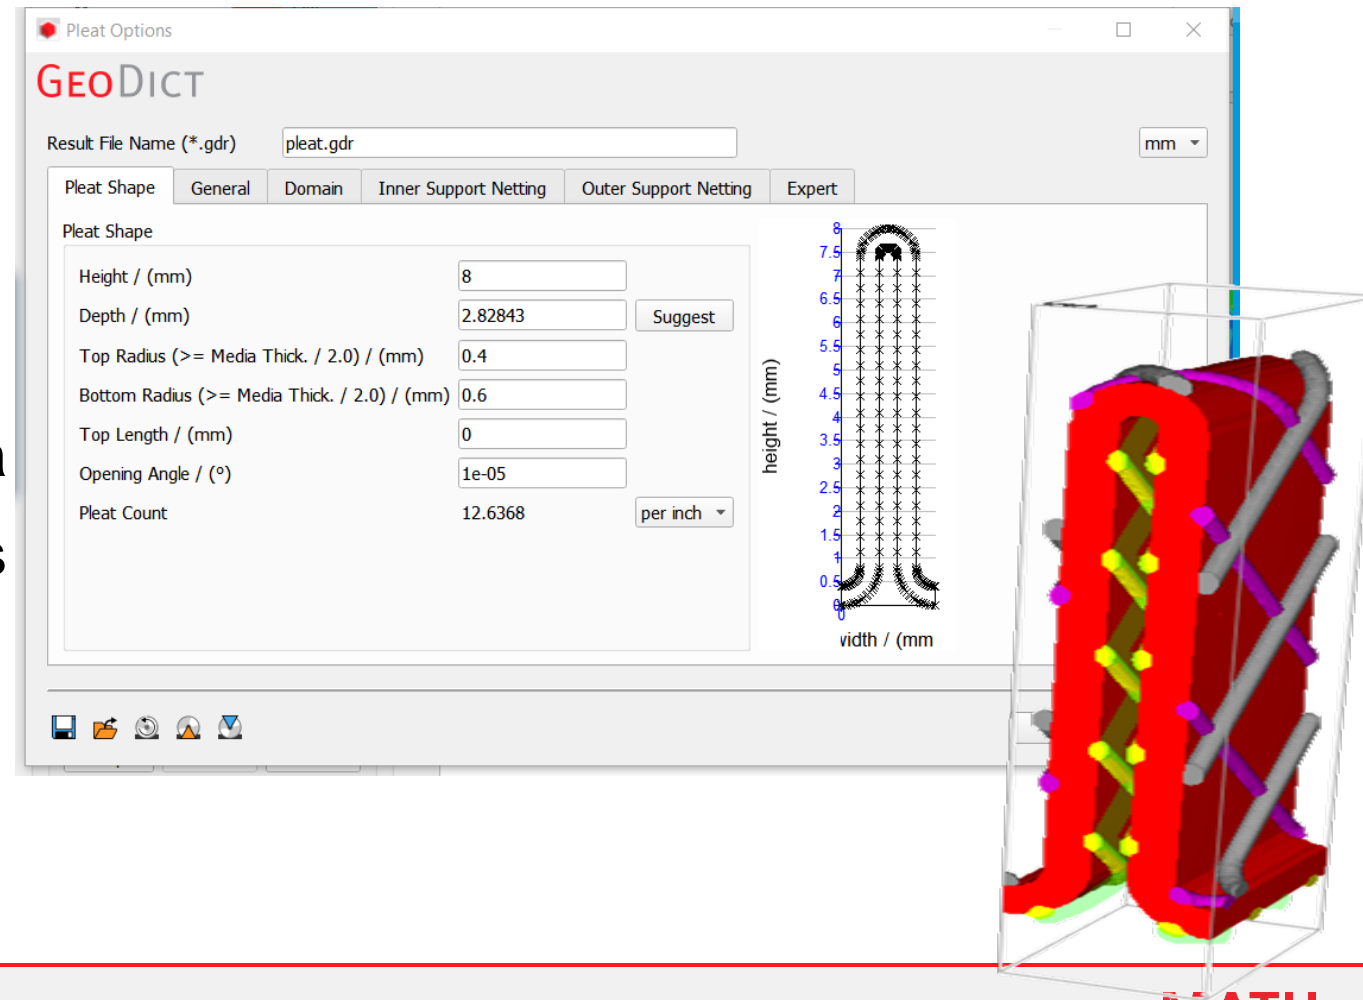 Pleat Options
GEODICT
Result File Name (*.gdr) pleat.gdr mm
Pleat Shape General Domain Inner Support Netting Outer Support Netting Expert
Pleat Shape
Height / (mm) 8
Depth / (mm) 2.82843 Suggest
Top Radius (>= Media Thick. / 2.0) / (mm) 0.4
Bottom Radius (>= Media Thick. / 2.0) / (mm) 0.6
Top Length / (mm) 0
Opening Angle / (º) 1e-05
Pleat Count 12.6368 per inch
8
7.5
7
6.5
6
5.5
5
4.5
4
3.5
3
2.5
2
1.5
1
0.5
0
0
height / (mm)
width / (mm